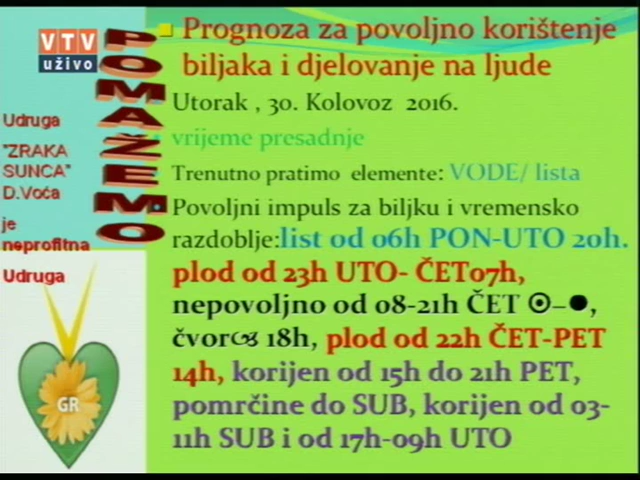 VTV
uživo
POMAŽEMO
Udruga
"ZRAKA
SUNCA"
D.Voća
je
neprofitna
Udruga
GR
Prognoza za povoljno korištenje
biljaka i djelovanje na ljude
Utorak , 30. Kolovoz 2016.
vrijeme presadnje
Trenutno pratimo elemente: VODE/ lista
Povoljni impuls za biljku i vremensko
razdoblje:list od 06h PON-UTO 20h.
plod od 23h UTO- ČET07h,
nepovoljno od 08-21h ČET ☉–●,
čvor☊ 18h, plod od 22h ČET-PET
14h, korijen od 15h do 21h PET,
pomrčine do SUB, korijen od 03-
11h SUB i od 17h-09h UTO